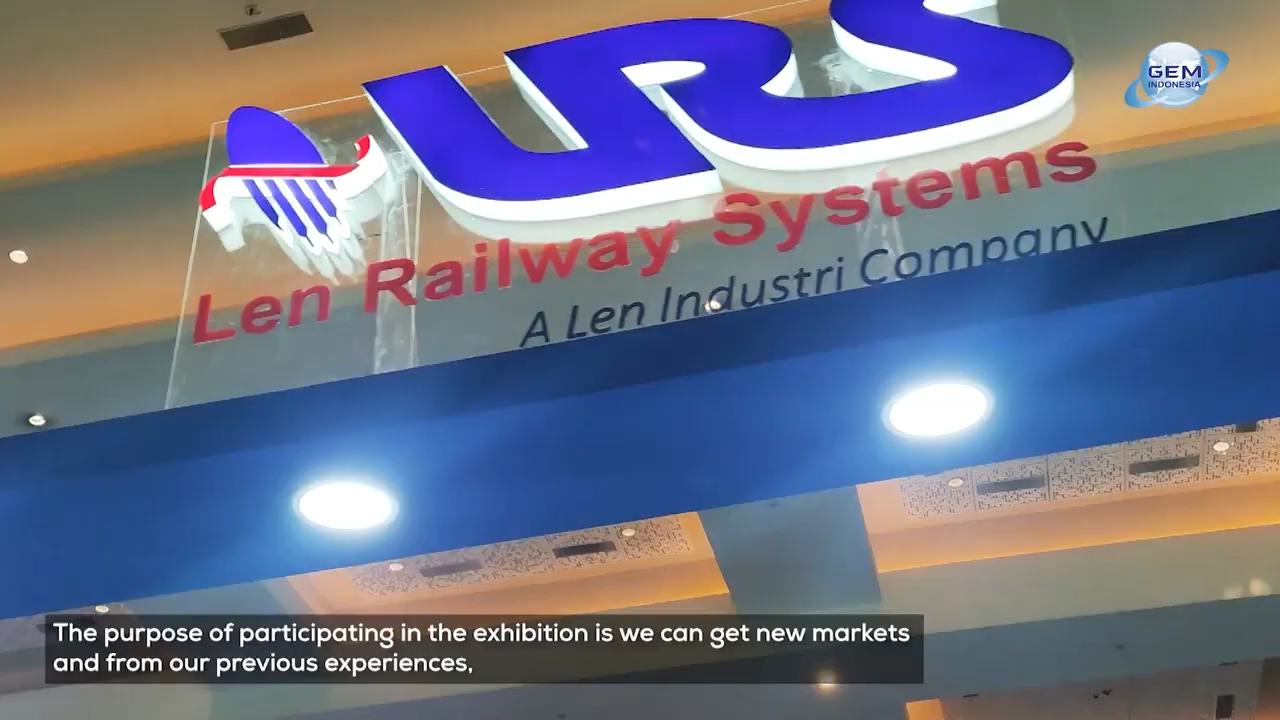 LRS
Len Railway Systems
A Len Industri Company
GEM
INDONESIA
The purpose of participating in the exhibition is we can get new markets
and from our previous experiences,